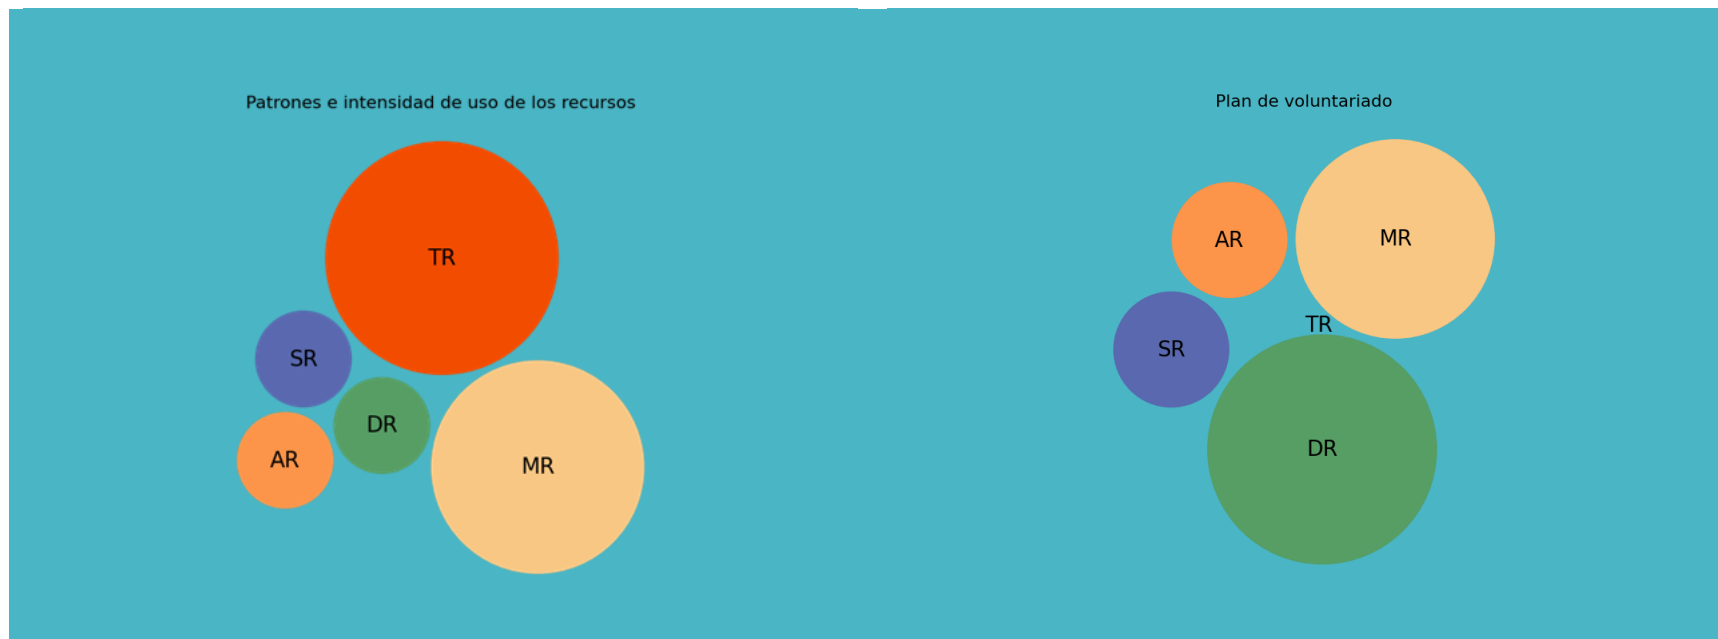 Patrones e intensidad de uso de los recursos
TR
SR
DR
AR
MR
Plan de voluntariado
AR
MR
TR
SR
DR